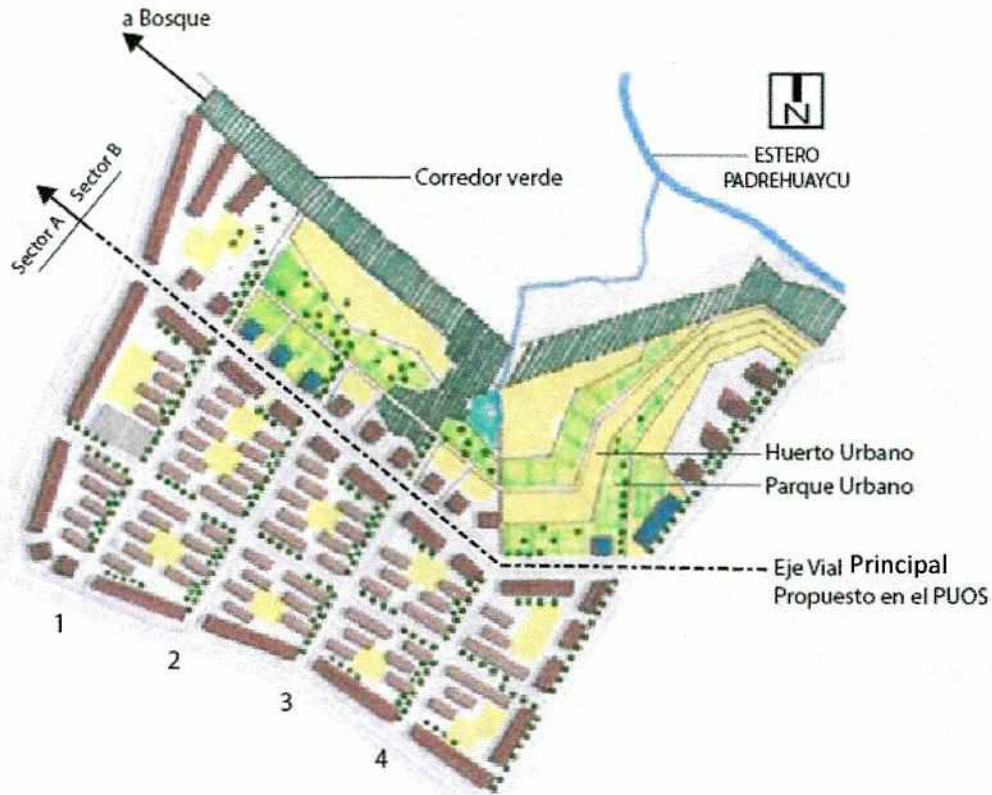 a Bosque
N
ESTERO
PADREHUAYCU
Corredor verde
Sector B
Sector A
Huerto Urbano
Parque Urbano
Eje Vial Principal
Propuesto en el PUOS
1
2
3
4